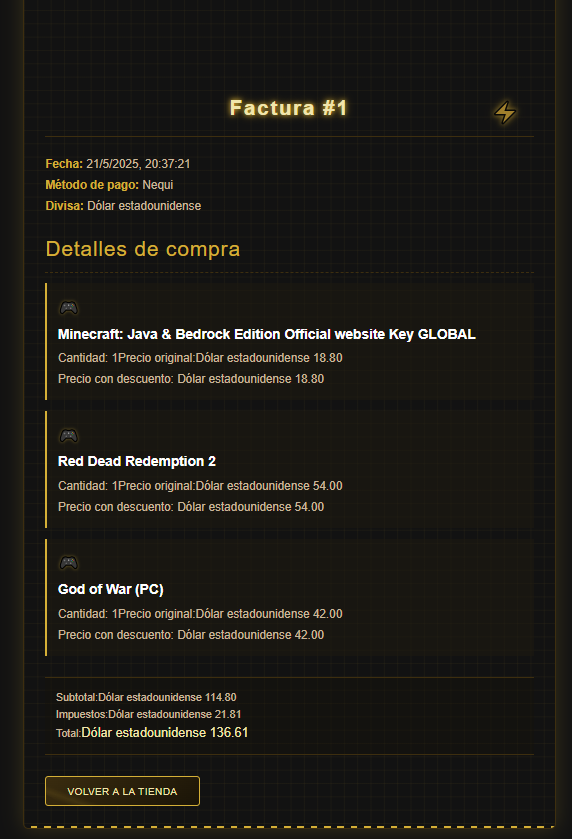 Factura #1
Fecha: 21/5/2025, 20:37:21
Método de pago: Nequi
Divisa: Dólar estadounidense
Detalles de compra
Minecraft: Java & Bedrock Edition Official website Key GLOBAL
Cantidad: 1Precio original:Dólar estadounidense 18.80
Precio con descuento: Dólar estadounidense 18.80
Red Dead Redemption 2
Cantidad: 1Precio original:Dólar estadounidense 54.00
Precio con descuento: Dólar estadounidense 54.00
God of War (PC)
Cantidad: 1Precio original:Dólar estadounidense 42.00
Precio con descuento: Dólar estadounidense 42.00
Subtotal:Dólar estadounidense 114.80
Impuestos:Dólar estadounidense 21.81
Total:Dólar estadounidense 136.61
VOLVER A LA TIENDA